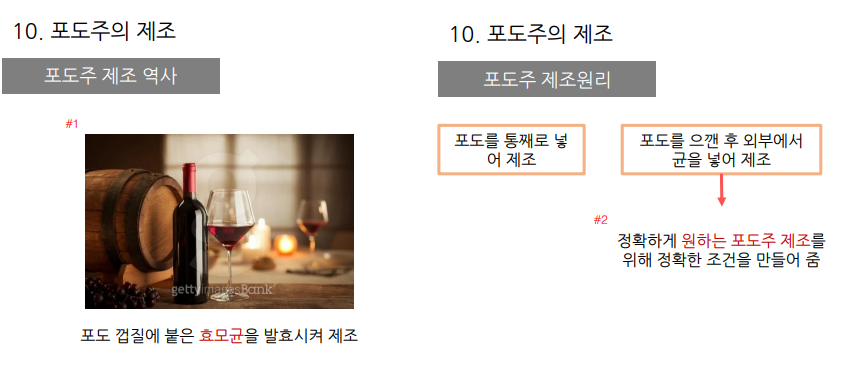 10. 포도주의 제조
포도주 제조 역사
#1
gettyimagesBank
포도 껍질에 붙은 효모균을 발효시켜 제조
10. 포도주의 제조
포도주 제조원리
포도를 통째로 넣
어 제조
포도를 으깬 후 외부에서
균을 넣어 제조
#2
정확하게 원하는 포도주 제조를
위해 정확한 조건을 만들어 줌